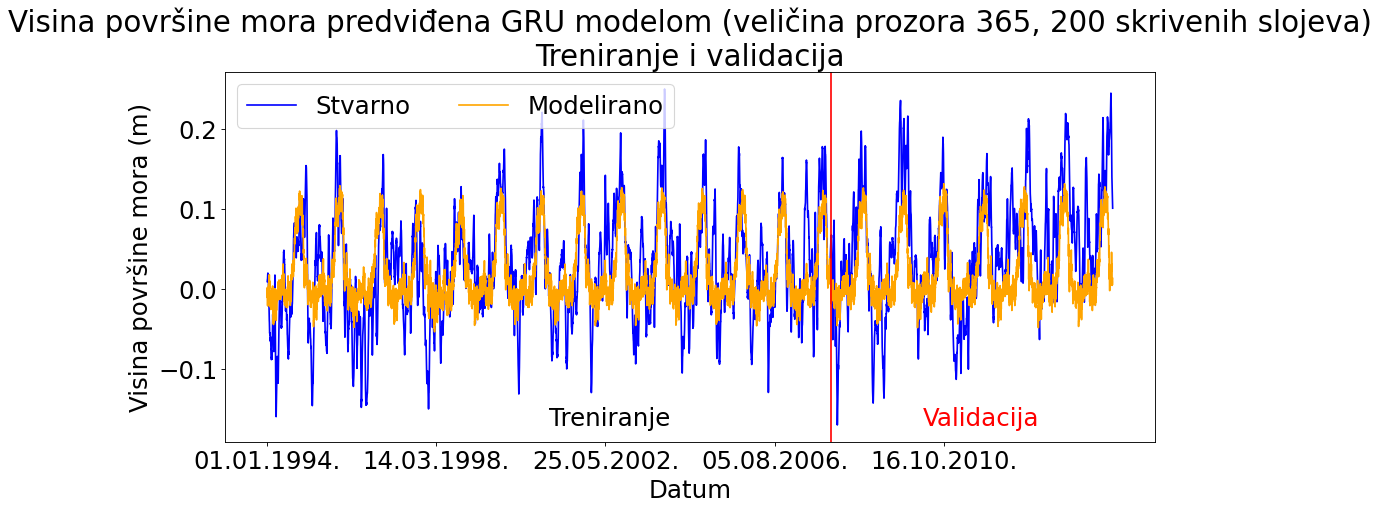 Visina površine mora predviđena GRU modelom (veličina prozora 365, 200 skrivenih slojeva)
Treniranje i validacija
Stvarno
Modelirano
Visina površine mora (m)
0.2
0.1
0.0
−0.1
Treniranje
Validacija
01.01.1994.
14.03.1998.
25.05.2002.
05.08.2006.
16.10.2010.
Datum